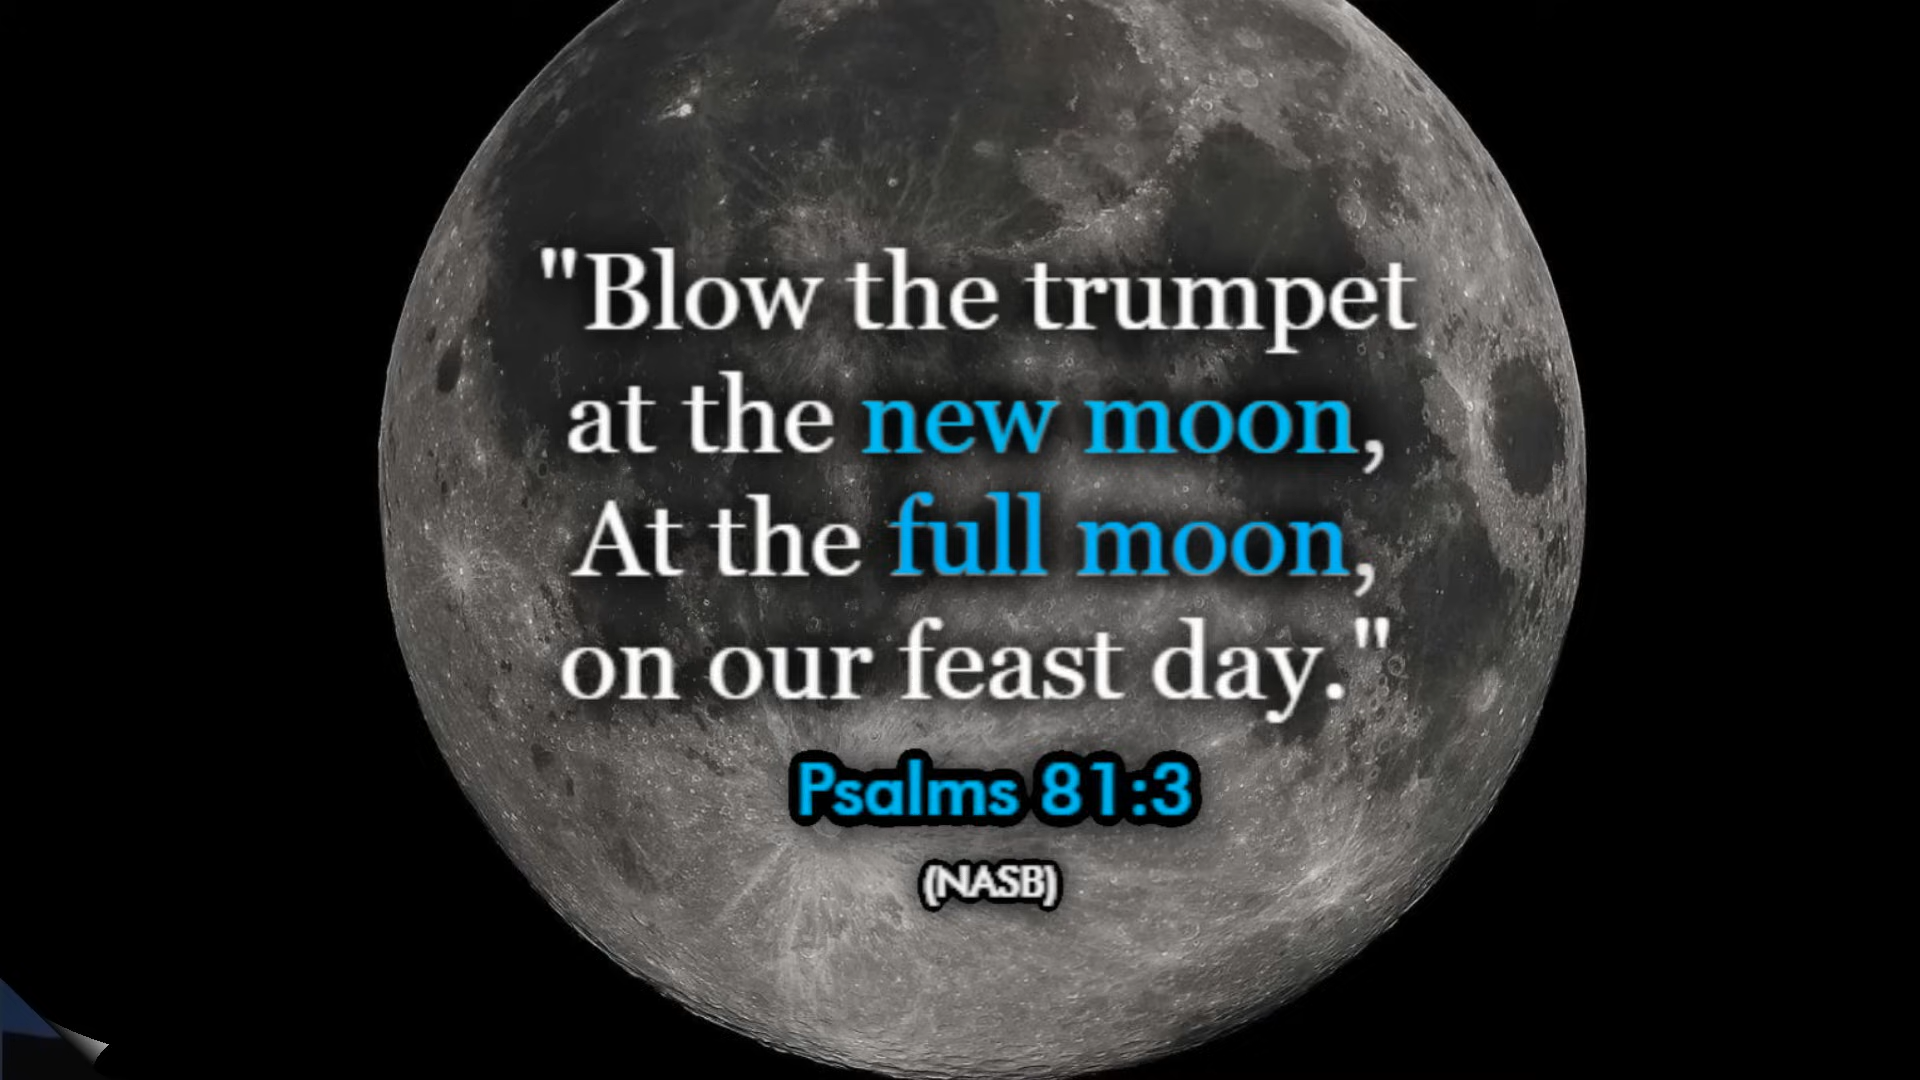 "Blow the trumpet
at the new moon,
At the full moon,
on our feast day."
Psalms 81:3
(NASB)